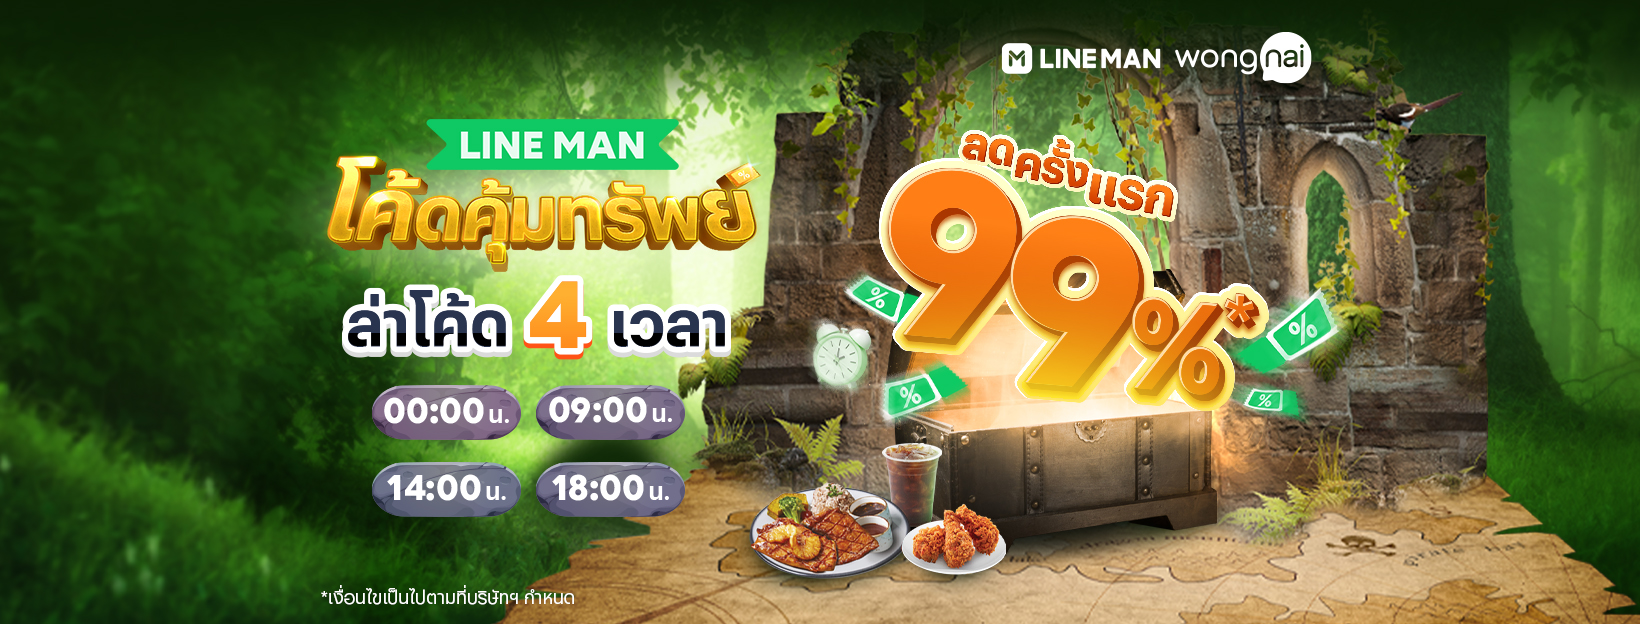 LINE MAN wongnai
LINE MAN
โค้ดคุ้มทรัพย์
ล่าโค้ด 4 เวลา
00:00 น. 09:00 น.
14:00 น. 18:00 น.
*เงื่อนไขเป็นไปตามที่บริษัทฯ กำหนด
ลดครั้งแรก
99%*
%
%
%
%